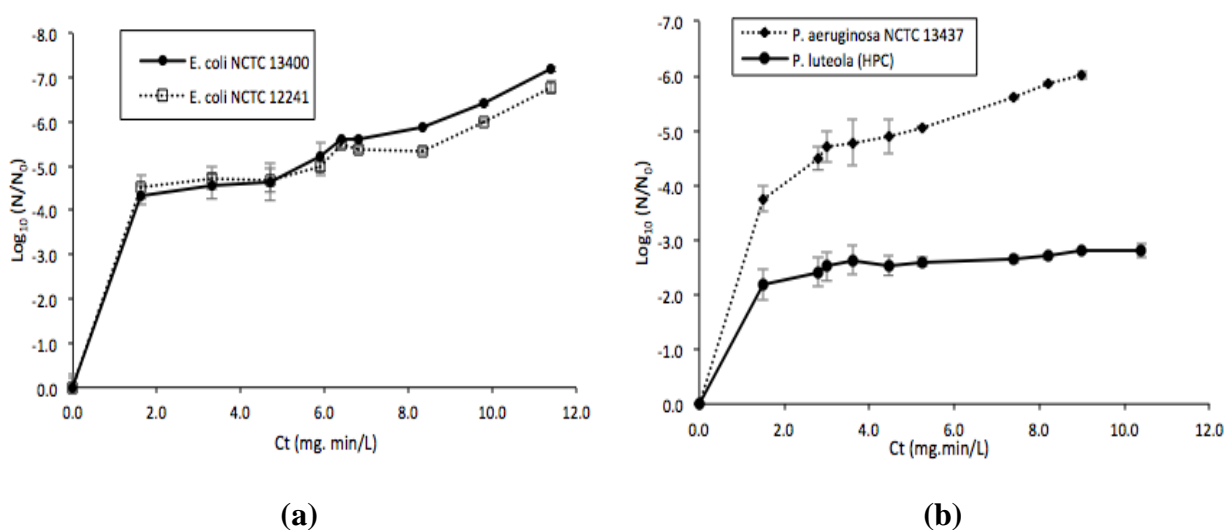 -8.0
-7.0
-6.0
-5.0
-4.0
-3.0
-2.0
-1.0
0.0
Log₁₀ (N/N₀)
E. coli NCTC 13400
E. coli NCTC 12241
0.0 2.0 4.0 6.0 8.0 10.0 12.0
Ct (mg. min/L)
(a)
-7.0
-6.0
-5.0
-4.0
-3.0
-2.0
-1.0
0.0
Log₁₀ (N/N₀)
P. aeruginosa NCTC 13437
P. luteola (HPC)
0.0 2.0 4.0 6.0 8.0 10.0 12.0
Ct (mg.min/L)
(b)